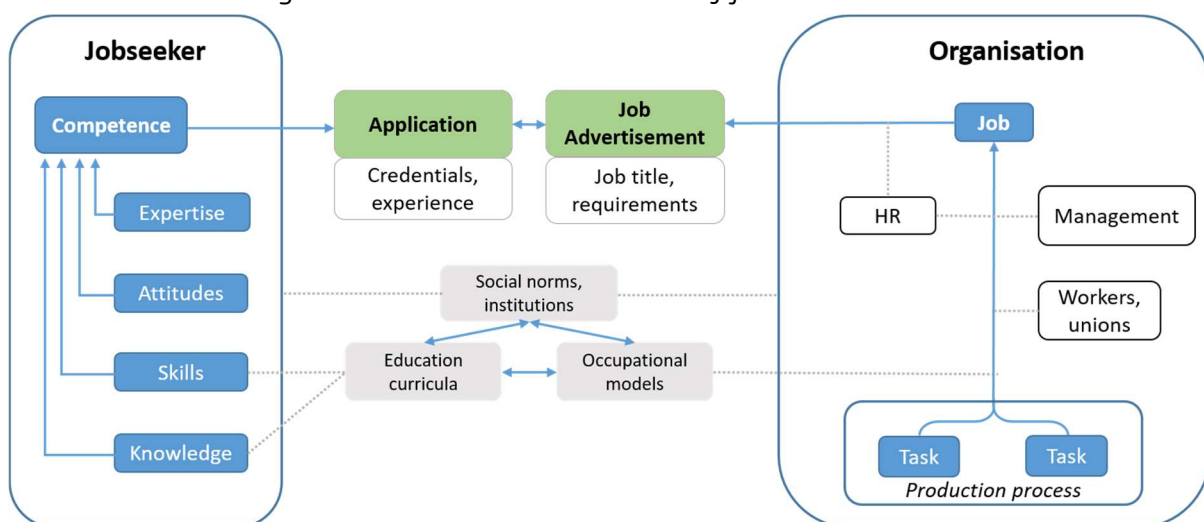 Jobseeker
Competence
Expertise
Attitudes
Skills
Knowledge
Application
Credentials,
experience
Job
Advertisement
Job title,
requirements
Social norms,
institutions
Education
curricula
Occupational
models
Organisation
Job
HR
Management
Workers,
unions
Task
Task
Production process